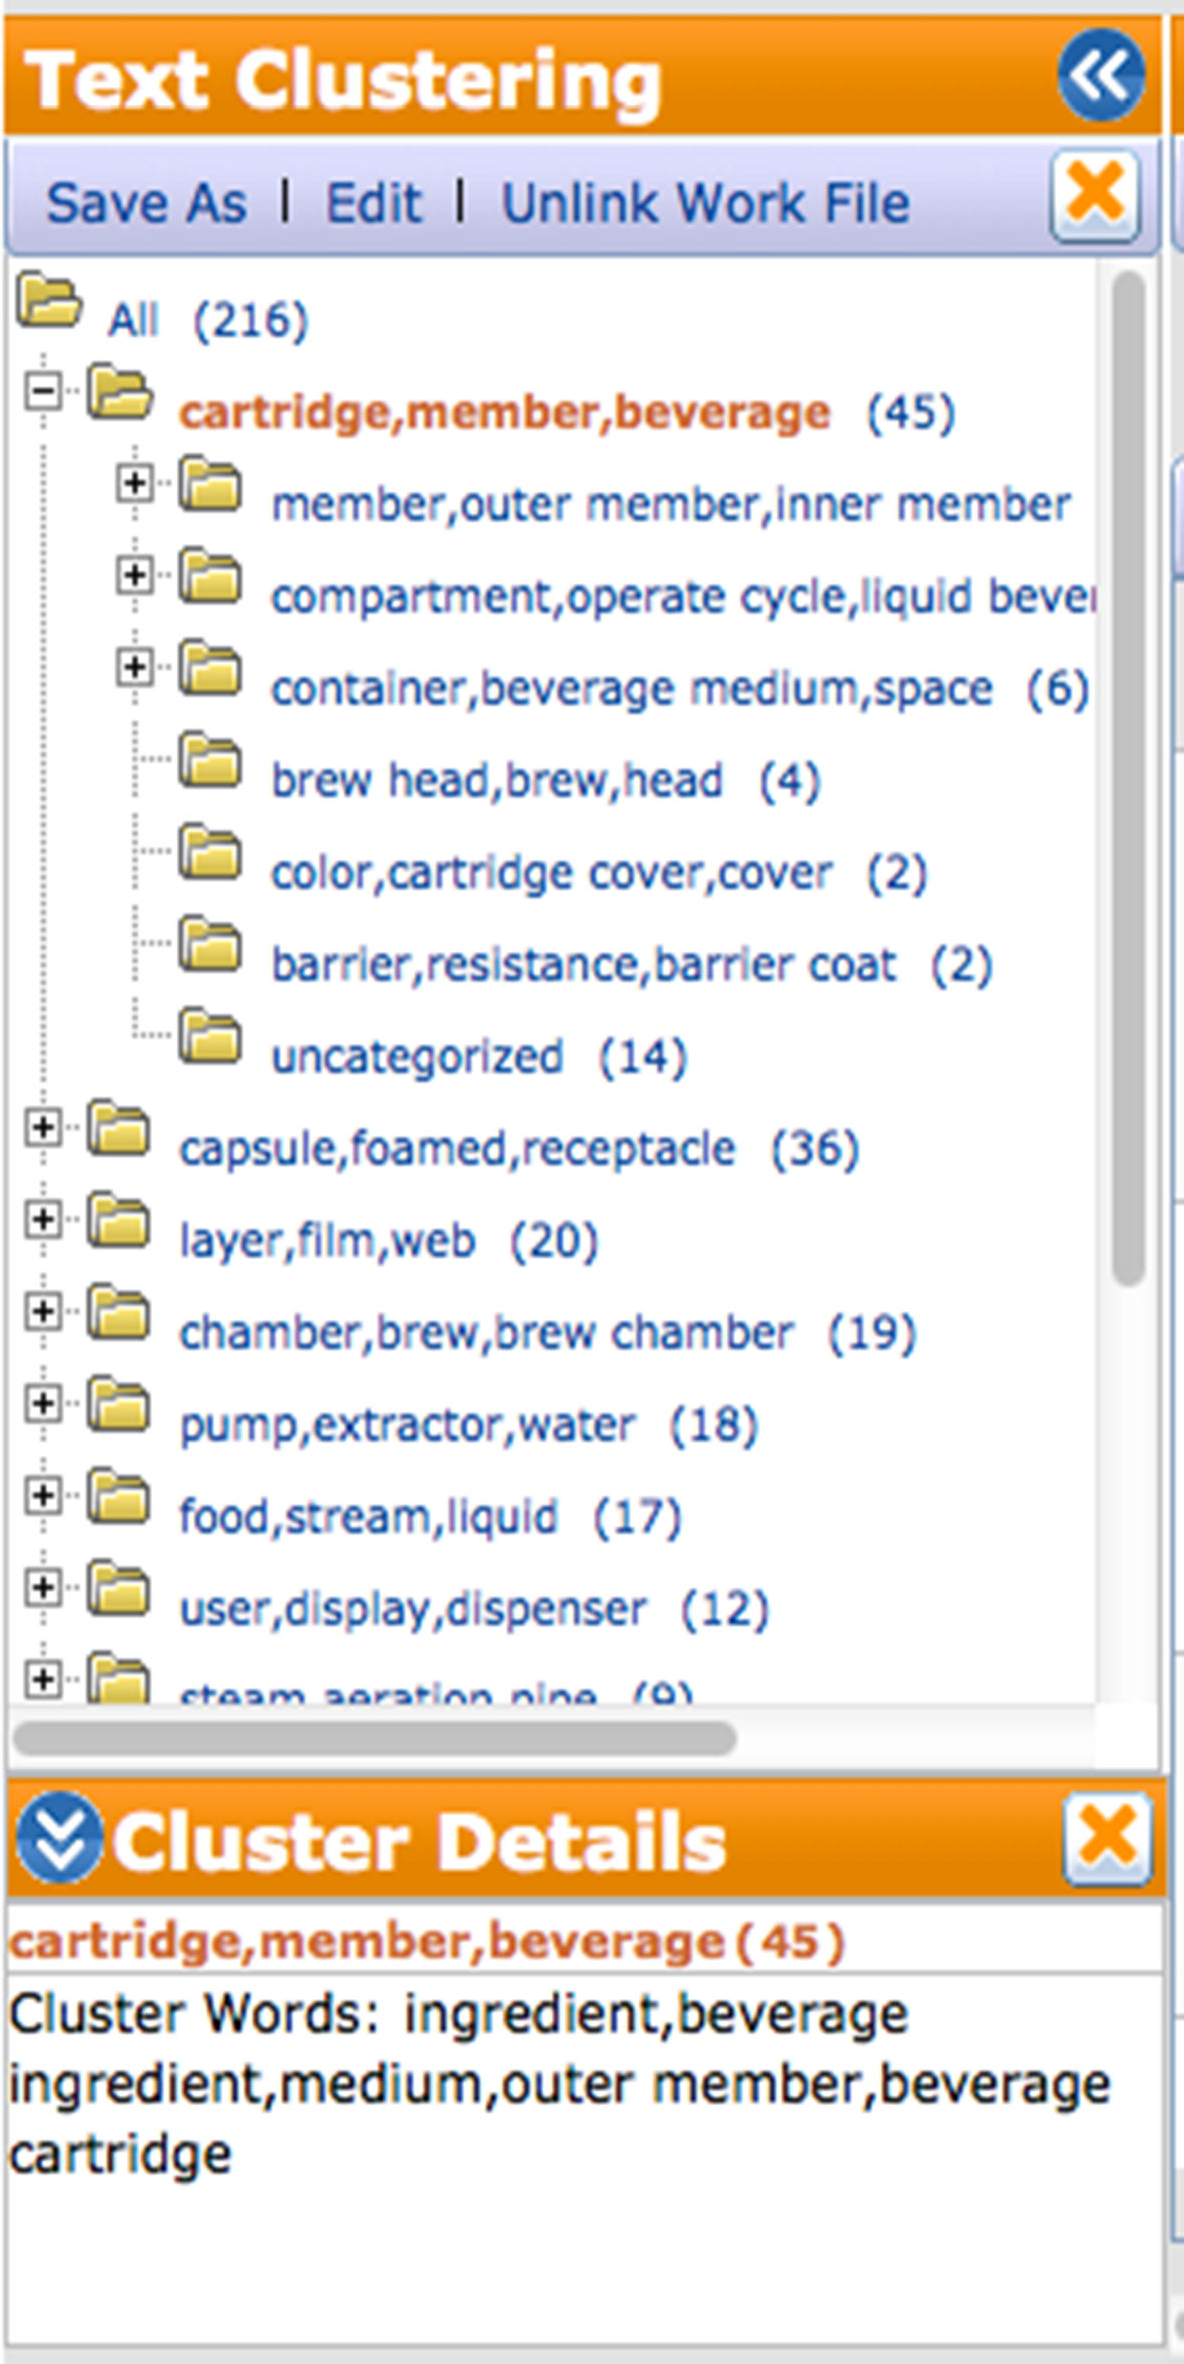 Text Clustering
Save As | Edit | Unlink Work File
All (216)
cartridge,member,beverage (45)
member,outer member,inner member
compartment,operate cycle,liquid bever
container,beverage medium,space (6)
brew head,brew,head (4)
color,cartridge cover,cover (2)
barrier,resistance,barrier coat (2)
uncategorized (14)
capsule,foamed,receptacle (36)
layer,film,web (20)
chamber,brew,brew chamber (19)
pump,extractor,water (18)
food,stream,liquid (17)
user,display,dispenser (12)
steam,aeration,pipe (9)
Cluster Details
cartridge,member,beverage(45)
Cluster Words: ingredient,beverage
ingredient,medium,outer member,beverage
cartridge